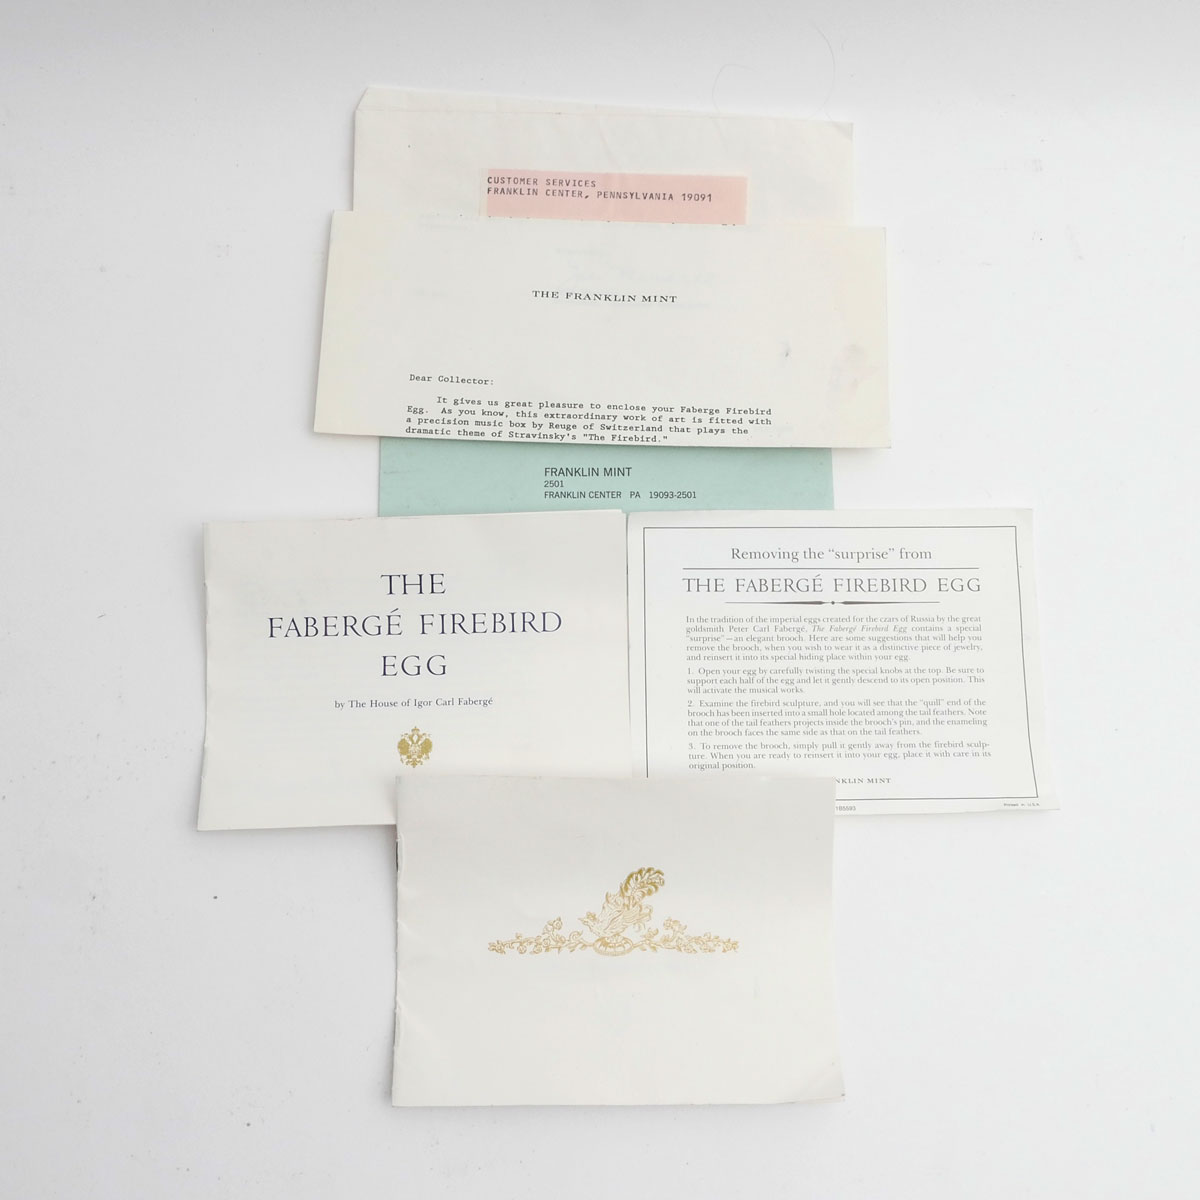 CUSTOMER SERVICES
FRANKLIN CENTER, PENNSYLVANIA 19091
THE FRANKLIN MINT
Dear Collector:
It gives us great pleasure to enclose your Faberge Firebird
Egg. As you know, this extraordinary work of art is fitted with
a precision music box by Reuge of Switzerland that plays the
dramatic theme of Stravinsky's "The Firebird."
FRANKLIN MINT
2501
FRANKLIN CENTER PA 19093-2501
THE
FABERGÉ FIREBIRD
EGG
by The House of Igor Carl Fabergé
Removing the “surprise” from
THE FABERGÉ FIREBIRD EGG
In the tradition of the imperial eggs created for the czars of Russia by the great
goldsmith Peter Carl Fabergé, The Fabergé Firebird Egg contains a special
“surprise”—an elegant brooch. Here are some suggestions that will help you
remove the brooch, when you wish to wear it as a distinctive piece of jewelry,
and reinsert it into its special hiding place within your egg.
1. Open your egg by carefully twisting the special knobs at the top. Be sure to
support each half of the egg and let it gently descend to its open position. This
will activate the musical works.
2. Examine the firebird sculpture, and you will see that the “quill” end of the
brooch has been inserted into a small hole located among the tail feathers. Note
that one of the tail feathers projects inside the brooch's pin, and the enameling
on the brooch faces the same side as that on the tail feathers.
3. To remove the brooch, simply pull it gently away from the firebird sculp-
ture. When you are ready to reinsert it into your egg, place it with care in its
original position.
NKLIN MINT
Printed in U.S.A.